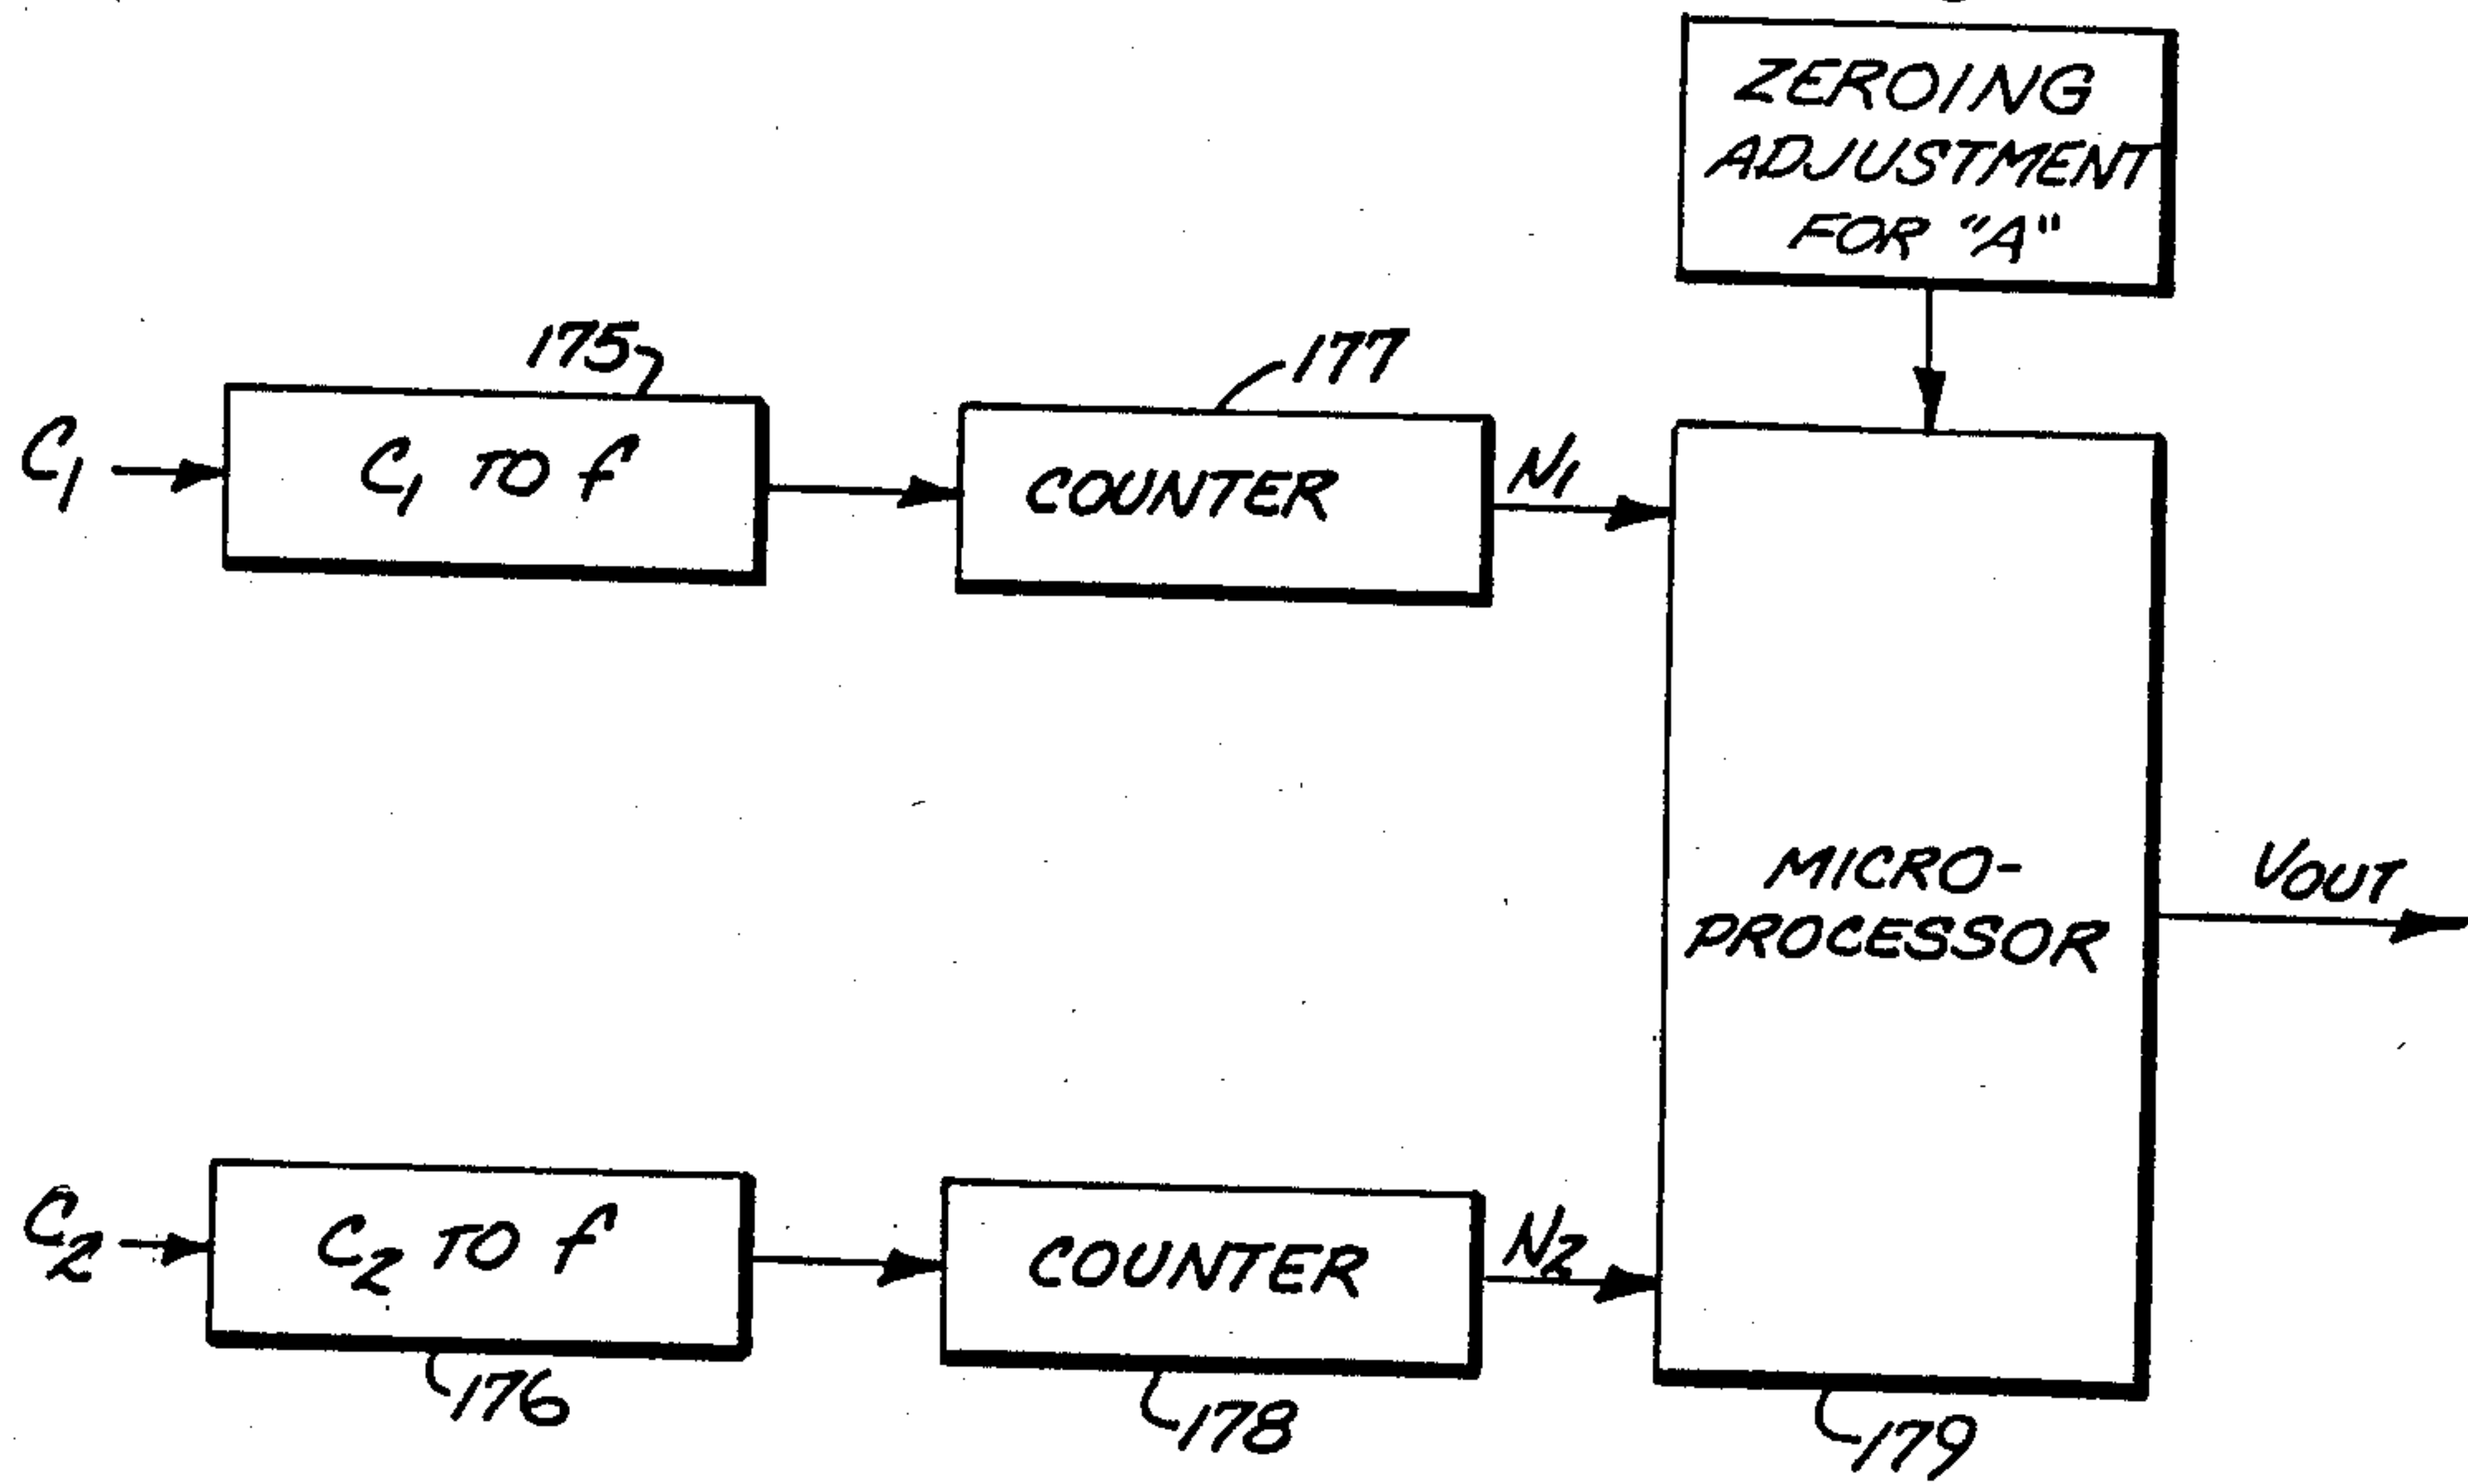 ZEROING
ADJUSTMENT
FOR "A"
175
177
C1
C1 TO f
COUNTER
N1
MICRO-
PROCESSOR
VOUT
C2
C2 TO f
COUNTER
N2
176
178
179